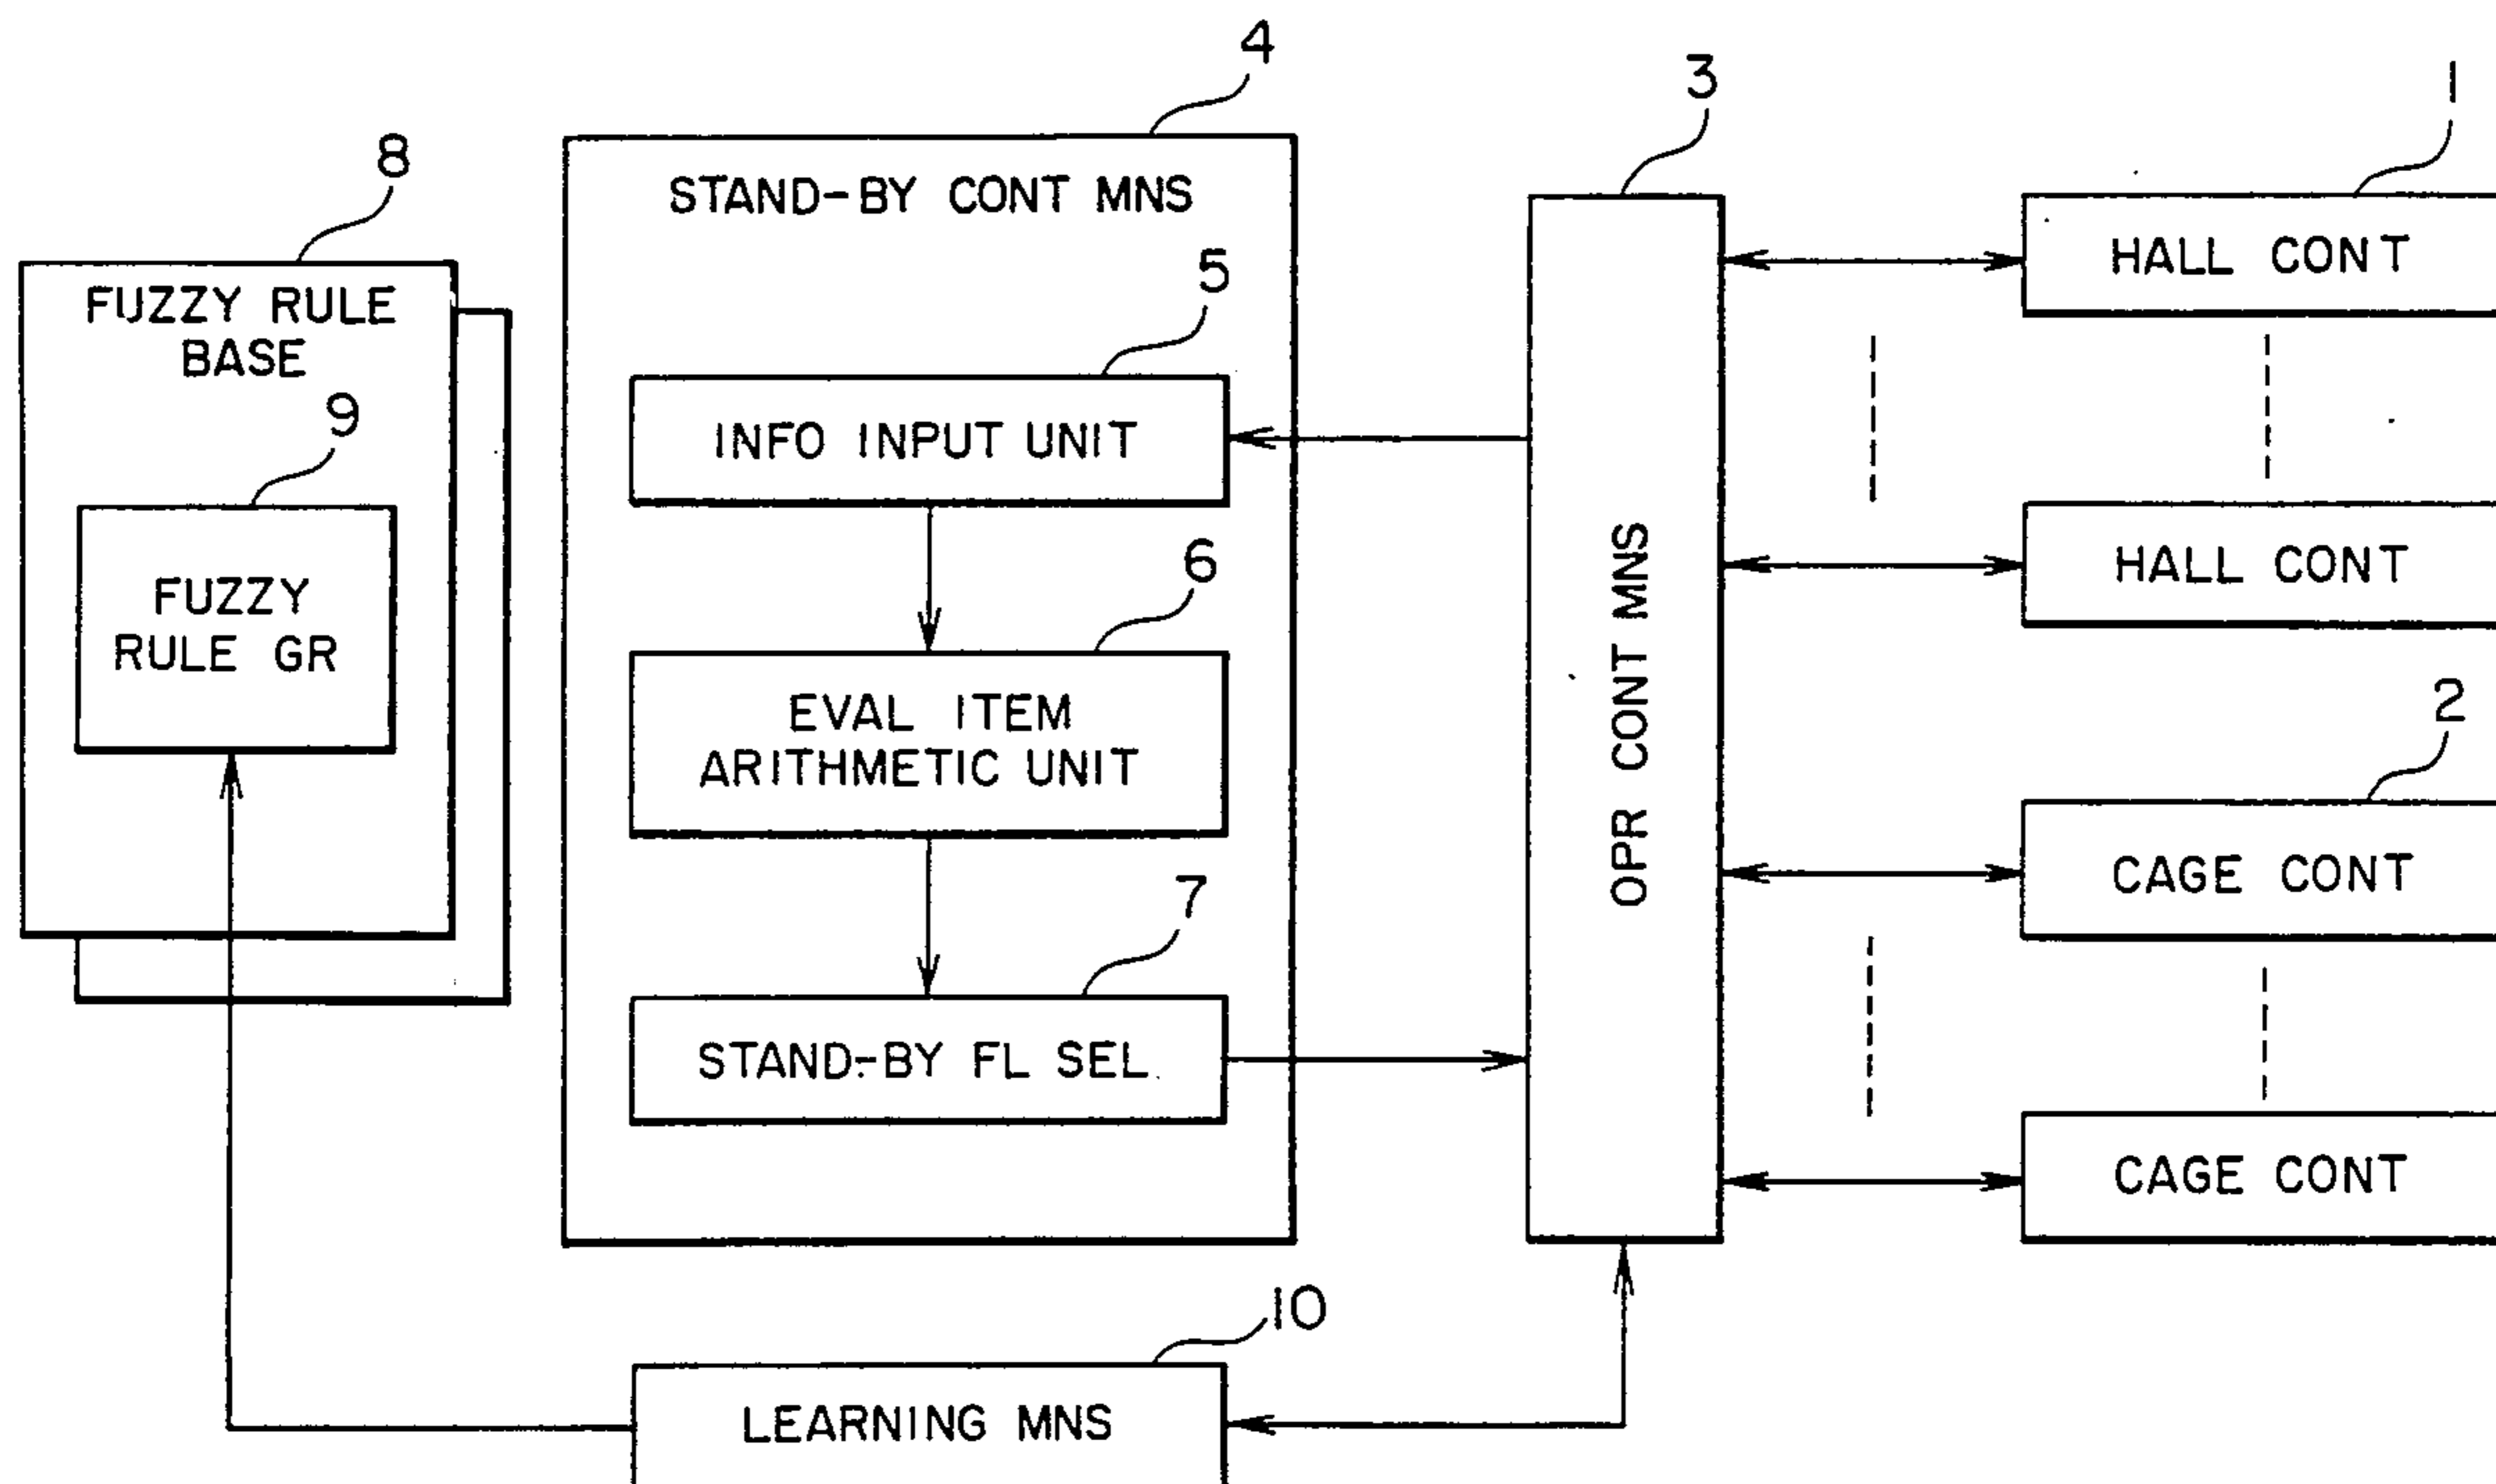 4
3
1
8
STAND-BY CONT MNS
5
HALL CONT
FUZZY RULE
BASE
9
INFO INPUT UNIT
HALL CONT
6
FUZZY
RULE GR
OPR CONT MNS
2
EVAL ITEM
ARITHMETIC UNIT
CAGE CONT
7
STAND-BY FL SEL
CAGE CONT
10
LEARNING MNS